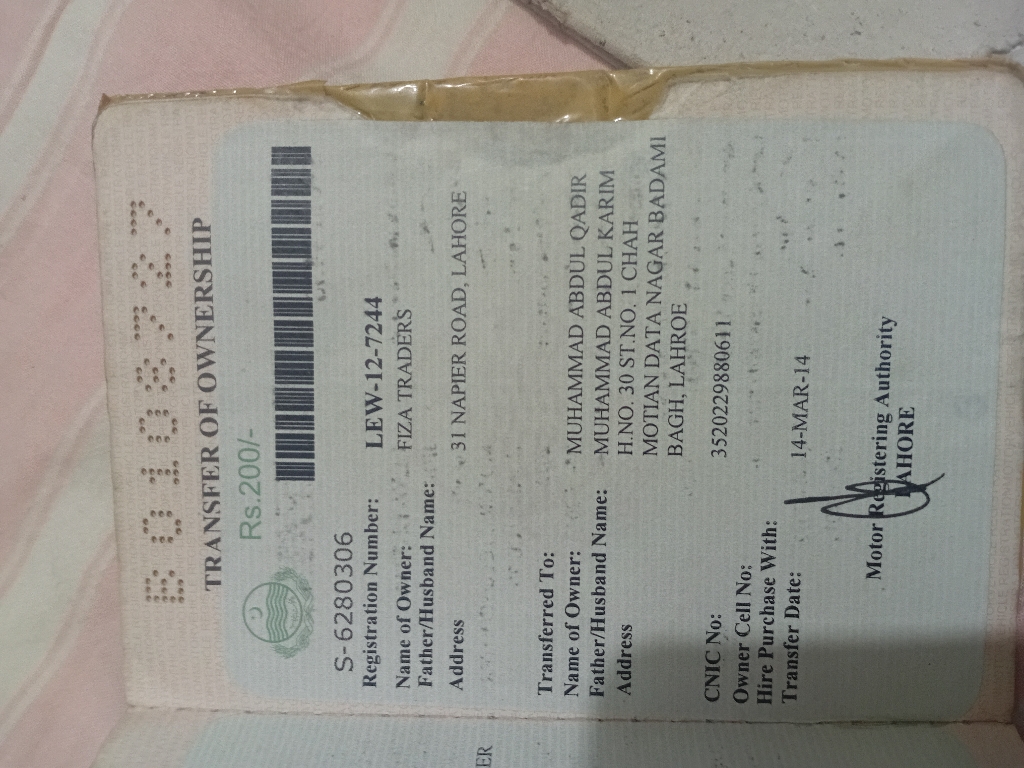 TRANSFER OF OWNERSHIP
Rs.200/-
S-6280306
Registration Number: LEW-12-7244
Name of Owner: FIZA TRADERS
Father/Husband Name:
Address 31 NAPIER ROAD, LAHORE
Transferred To:
Name of Owner: MUHAMMAD ABDUL QADIR
Father/Husband Name: MUHAMMAD ABDUL KARIM
Address H.NO. 30 ST.NO. 1 CHAH
MOTIAN DATA NAGAR BADAMI
BAGH, LAHROE
CNIC No: 3520229880611
Owner Cell No:
Hire Purchase With:
Transfer Date: 14-MAR-14
Motor Registering Authority
LAHORE
ER